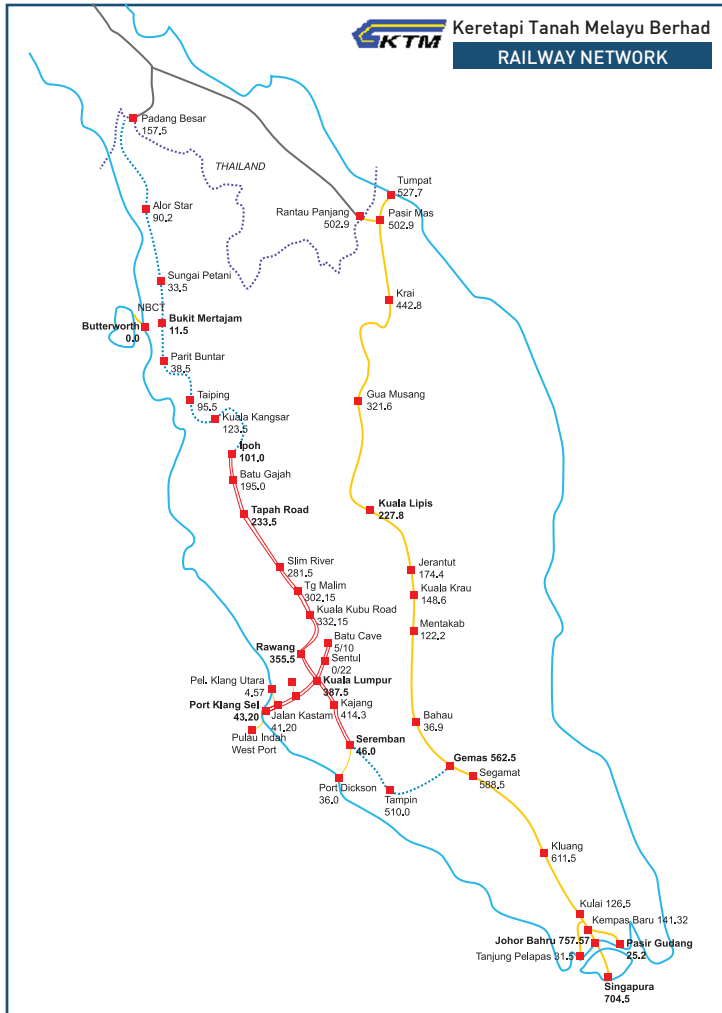 KTM
Keretapi Tanah Melayu Berhad
RAILWAY NETWORK
Padang Besar
157.5
THAILAND
Tumpat
527.7
Alor Star
90.2
Rantau Panjang
502.9
Pasir Mas
502.9
Sungai Petani
33.5
Krai
442.8
NBCT
Butterworth
0.0
Bukit Mertajam
11.5
Parit Buntar
38.5
Taiping
95.5
Gua Musang
321.6
Kuala Kangsar
123.5
Ipoh
101.0
Batu Gajah
195.0
Tapah Road
233.5
Kuala Lipis
227.8
Slim River
281.5
Jerantut
174.4
Tg Malim
302.15
Kuala Krau
148.6
Kuala Kubu Road
332.15
Mentakab
122.2
Batu Cave
5/10
Rawang
355.5
Sentul
0/22
Pel. Klang Utara
4,57
Kuala Lumpur
387.5
Port Klang Sel
43.20
Jalan Kastam
41.20
Kajang
414.3
Bahau
36.9
Pulau Indah
West Port
Seremban
46.0
Gemas 562.5
Segamat
588.5
Port Dickson
36.0
Tampin
510.0
Kluang
611.5
Kulai 126.5
Kempas Baru 141.32
Johor Bahru 757.57
Pasir Gudang
25.2
Tanjung Pelapas 31.5
Singapura
704.5